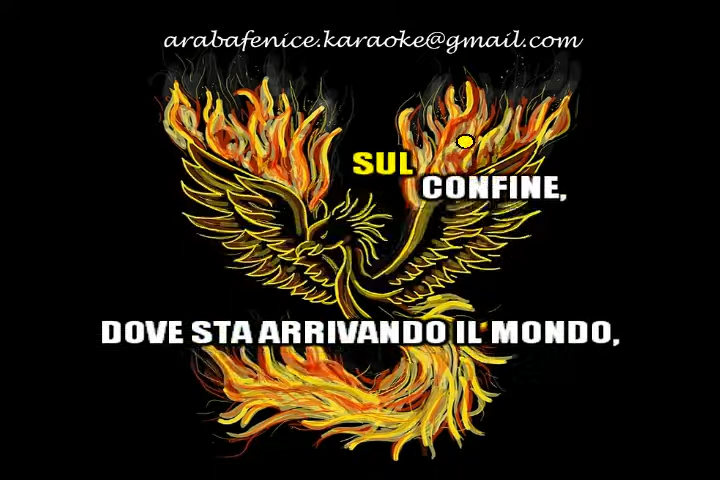 arabafenice.karaoke@gmail.com
SUL
CONFINE,
DOVE STA ARRIVANDO IL MONDO,